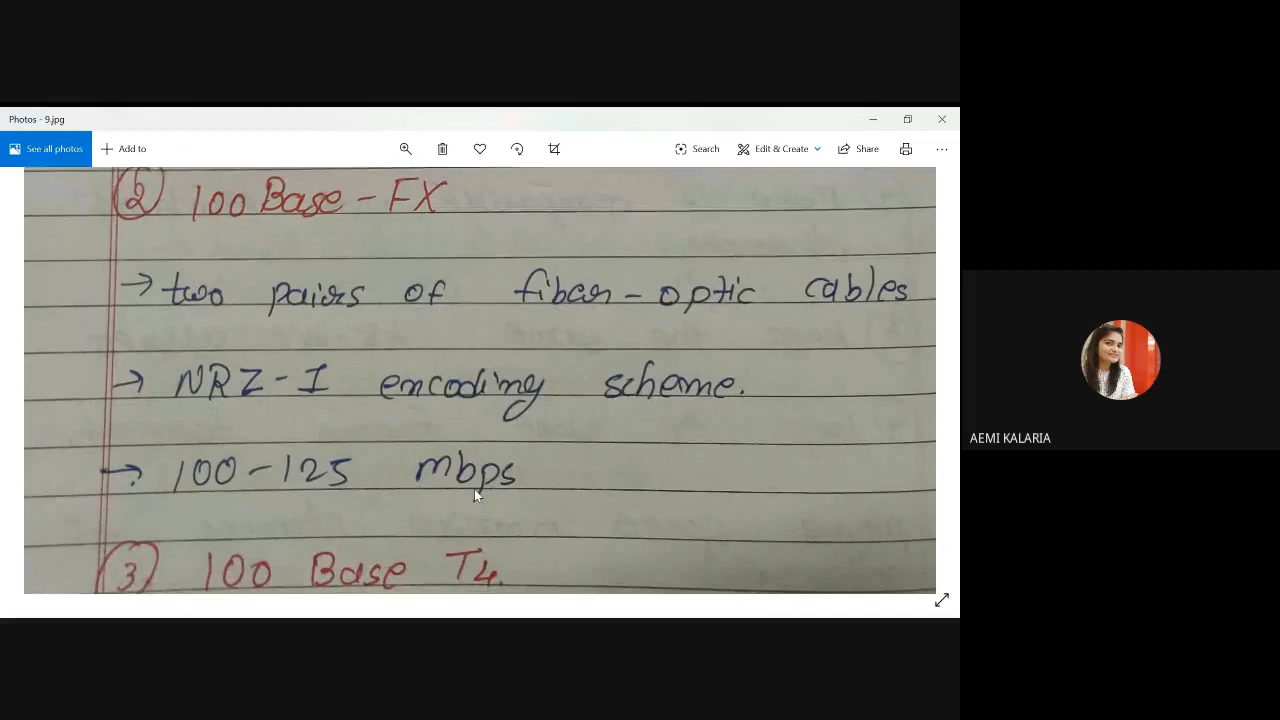 Photos - 9.jpg
See all photos
Add to
Search
Edit & Create
Share
2 100 Base - FX
→ two pairs of fiber - optic cables
→ NRZ - I encoding scheme.
→ 100 - 125 mbps
3 100 Base T4.
AEMI KALARIA